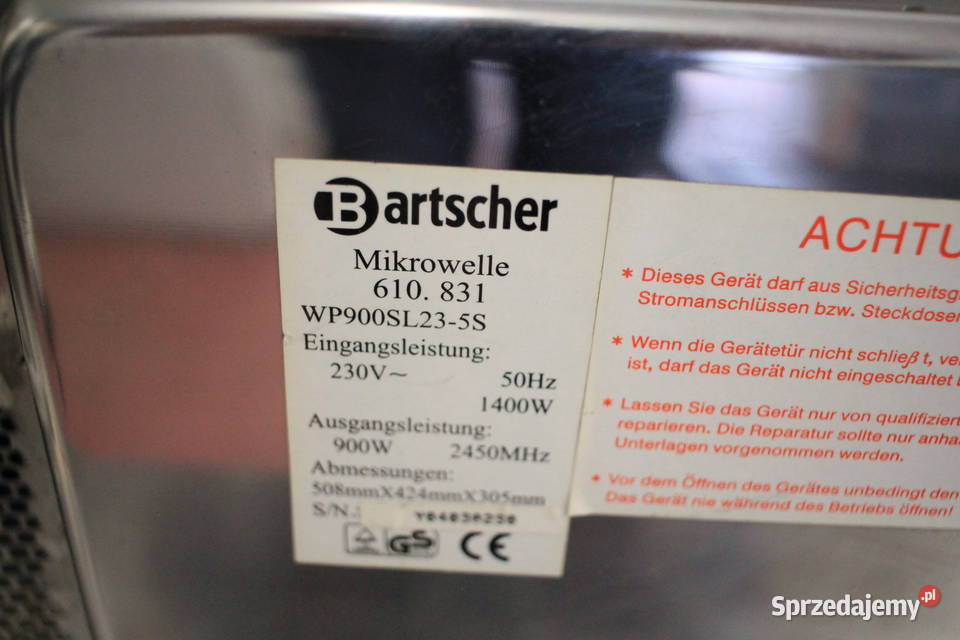 Bartscher
Mikrowelle
610. 831
WP900SL23-5S
Eingangsleistung:
230V~ 50Hz
1400W
Ausgangsleistung:
900W 2450MHz
Abmessungen:
508mmX424mmX305mm
S/N.:
GS CE
ACHTU
* Dieses Gerät darf aus Sicherheitsg
Stromanschlüssen bzw. Steckdosen
* Wenn die Gerätetür nicht schließt, ve
ist, darf das Gerät nicht eingeschaltet
* Lassen Sie das Gerät nur von qualifiziert
reparieren. Die Reparatur sollte nur anha
Unterlagen vorgenommen werden.
* Vor dem Öffnen des Gerätes unbedingt den
Das Gerät nie während des Betriebs öffnen!
Sprzedajemy.pl